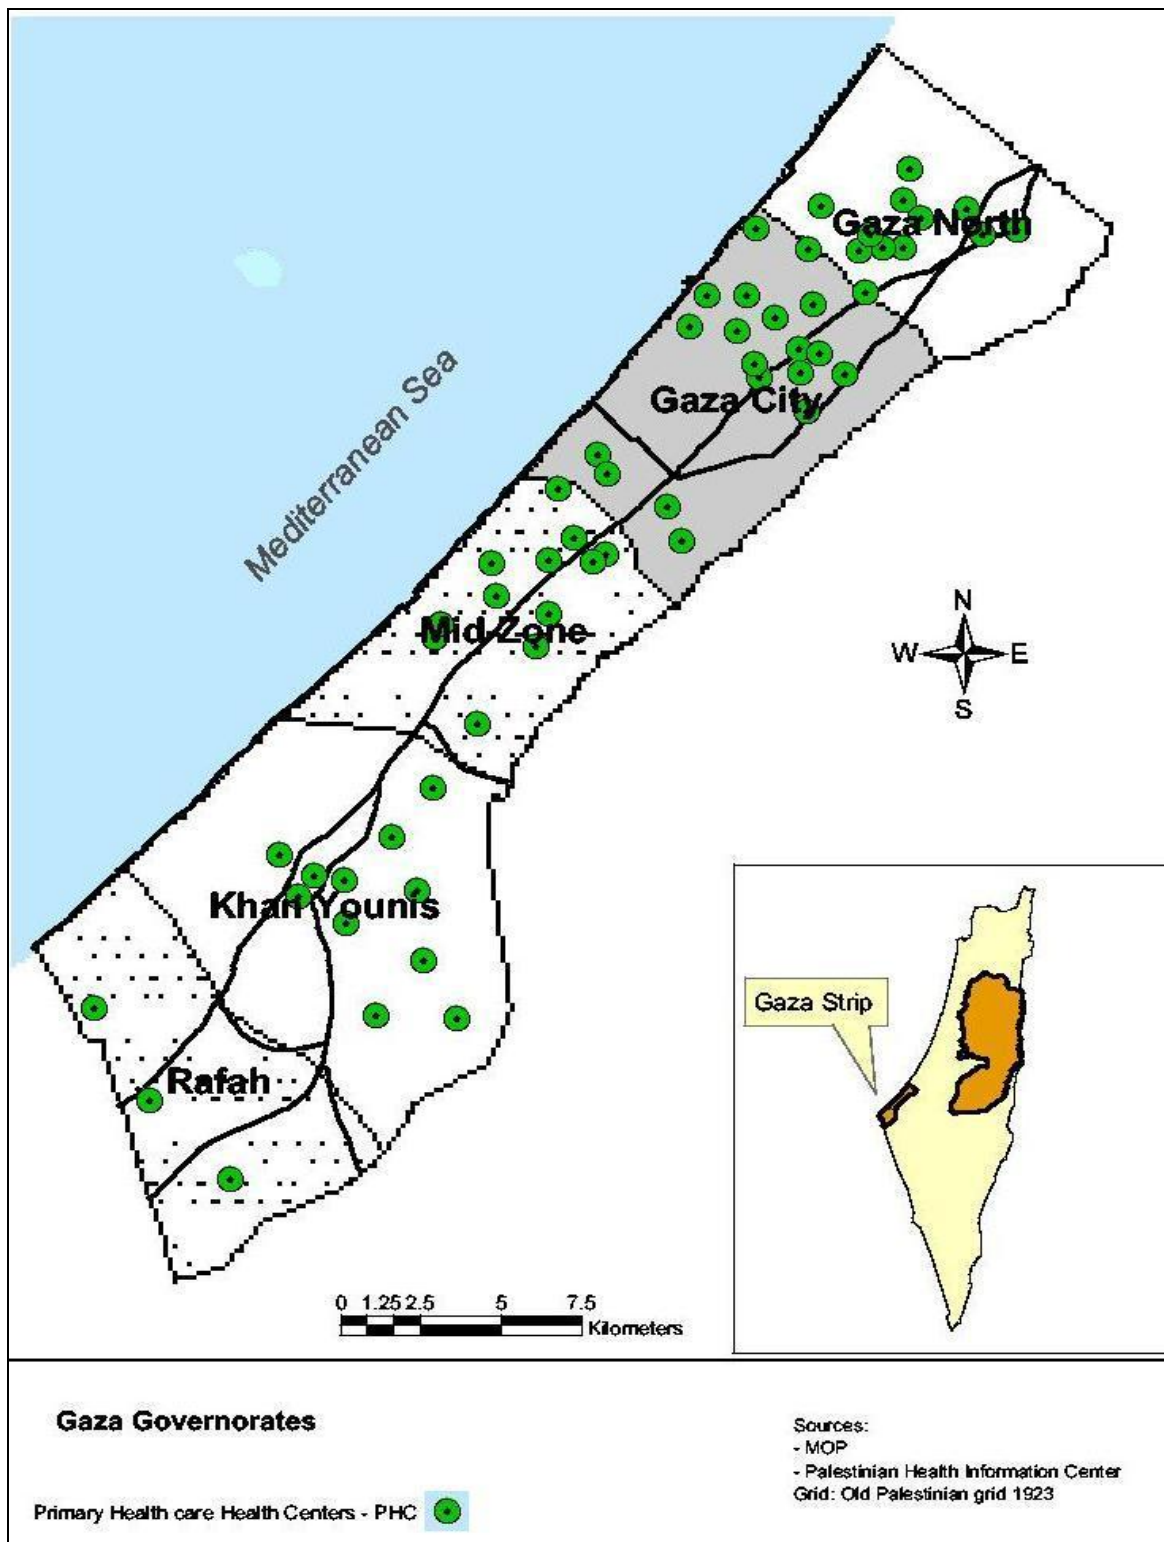 Gaza North
Gaza City
Mediterranean Sea
Mid Zone
N
W E
S
Khan Younis
Gaza Strip
Rafah
0 1.25 2.5 5 7.5
Kilometers
Gaza Governorates
Primary Health care Health Centers - PHC
Sources:
- MOP
- Palestinian Health Information Center
Grid: Old Palestinian grid 1923